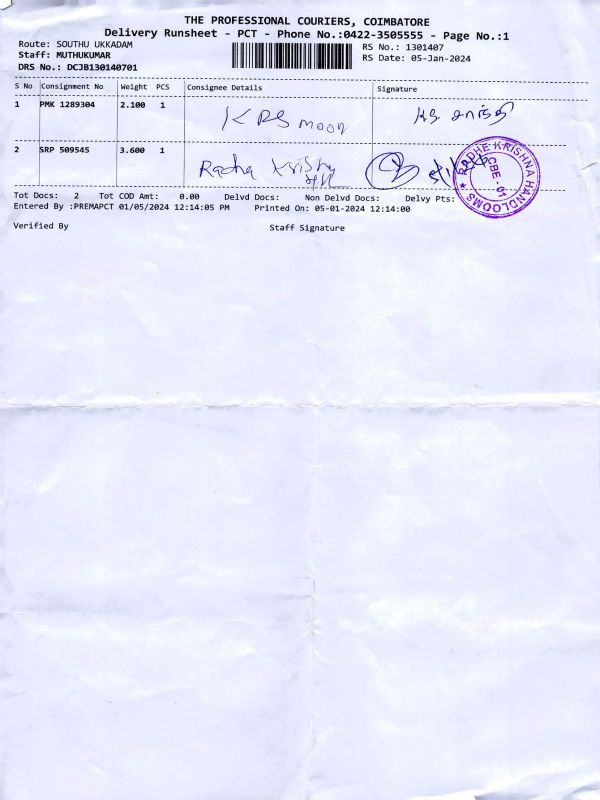 THE PROFESSIONAL COURIERS, COIMBATORE
Delivery Runsheet - PCT - Phone No.:0422-3505555 - Page No.:1
Route: SOUTHU UKKADAM
RS No.: 1301407
Staff: MUTHUKUMAR
RS Date: 05-Jan-2024
DRS No.: DCJB130140701
S No Consignment No Weight PCS Consignee Details Signature
1 PMK 1289304 2.100 1 KRS moon
2 SRP 509545 3.600 1 Radha Krishna
RADHE KRISHNA HANDLOOMS ★ CBE - 01
Tot Docs: 2 Tot COD Amt: 0.00 Delvd Docs: Non Delvd Docs: Delvy Pts:
Entered By :PREMAPCT 01/05/2024 12:14:05 PM Printed On: 05-01-2024 12:14:00
Verified By Staff Signature